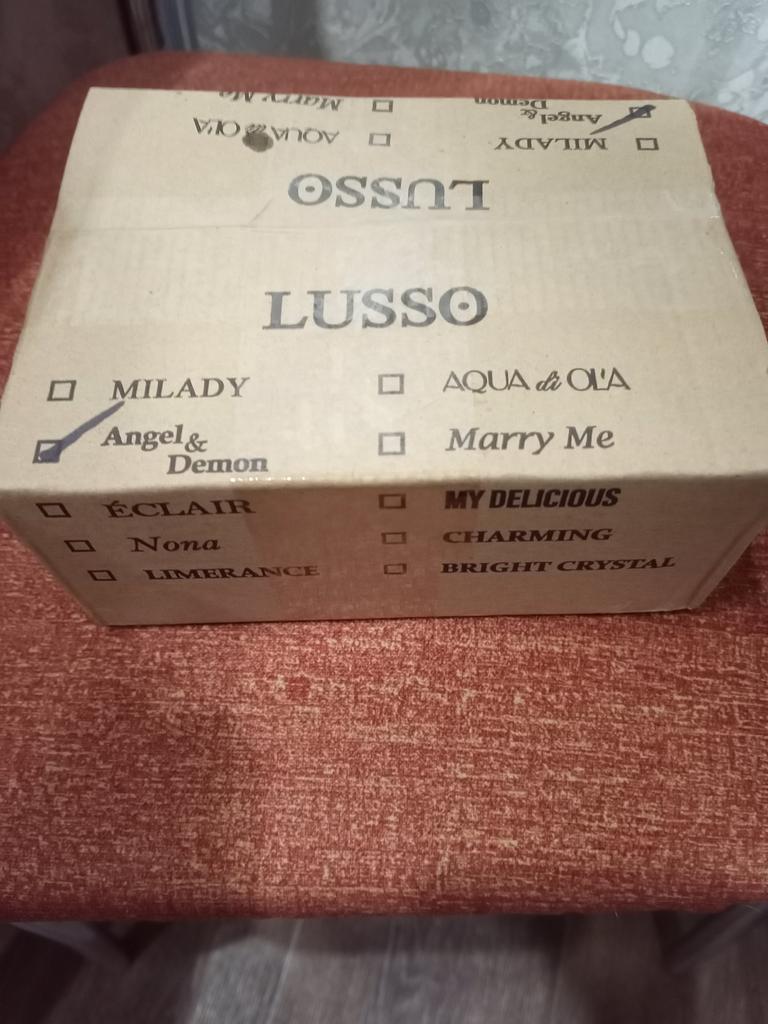 Marry Me
Angel &
Demon
AQUA di OL'A
MILADY
LUSSO
LUSSO
MILADY
AQUA di OL'A
Angel &
Demon
Marry Me
ÉCLAIR
MY DELICIOUS
Nona
CHARMING
LIMERANCE
BRIGHT CRYSTAL